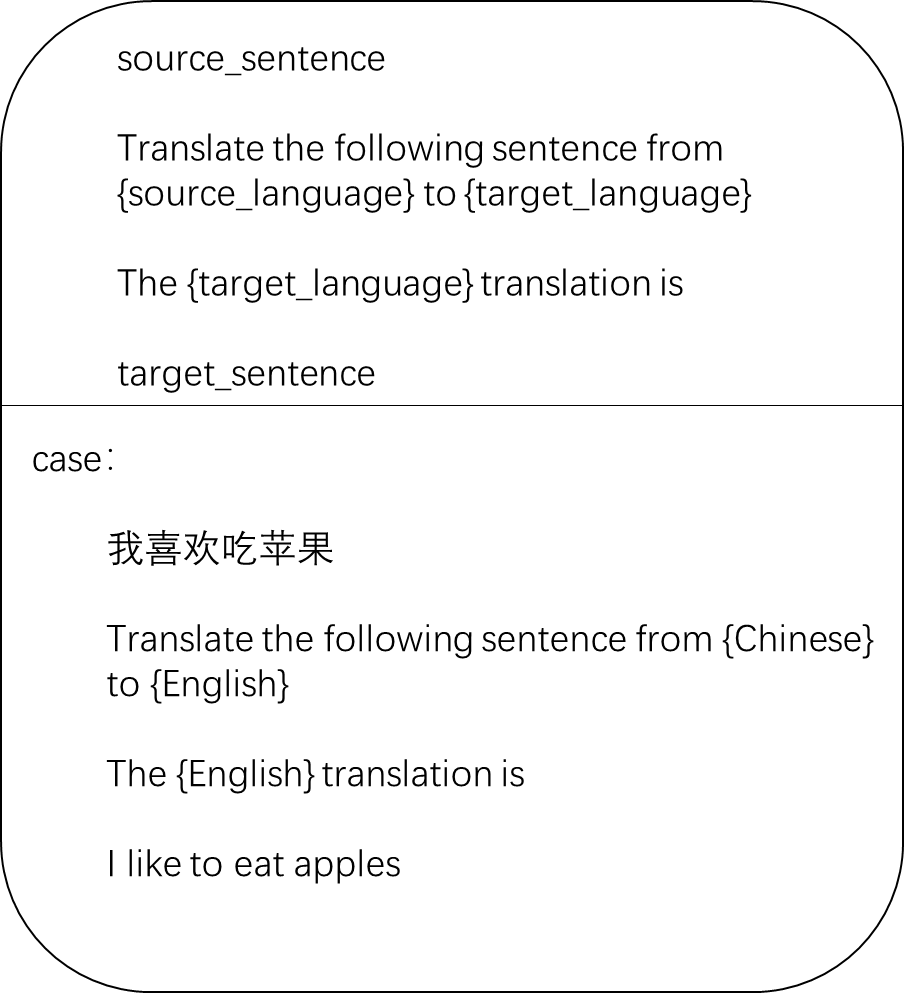 source_sentence
Translate the following sentence from
{source_language} to {target_language}
The {target_language} translation is
target_sentence
case：
我喜欢吃苹果
Translate the following sentence from {Chinese}
to {English}
The {English} translation is
I like to eat apples